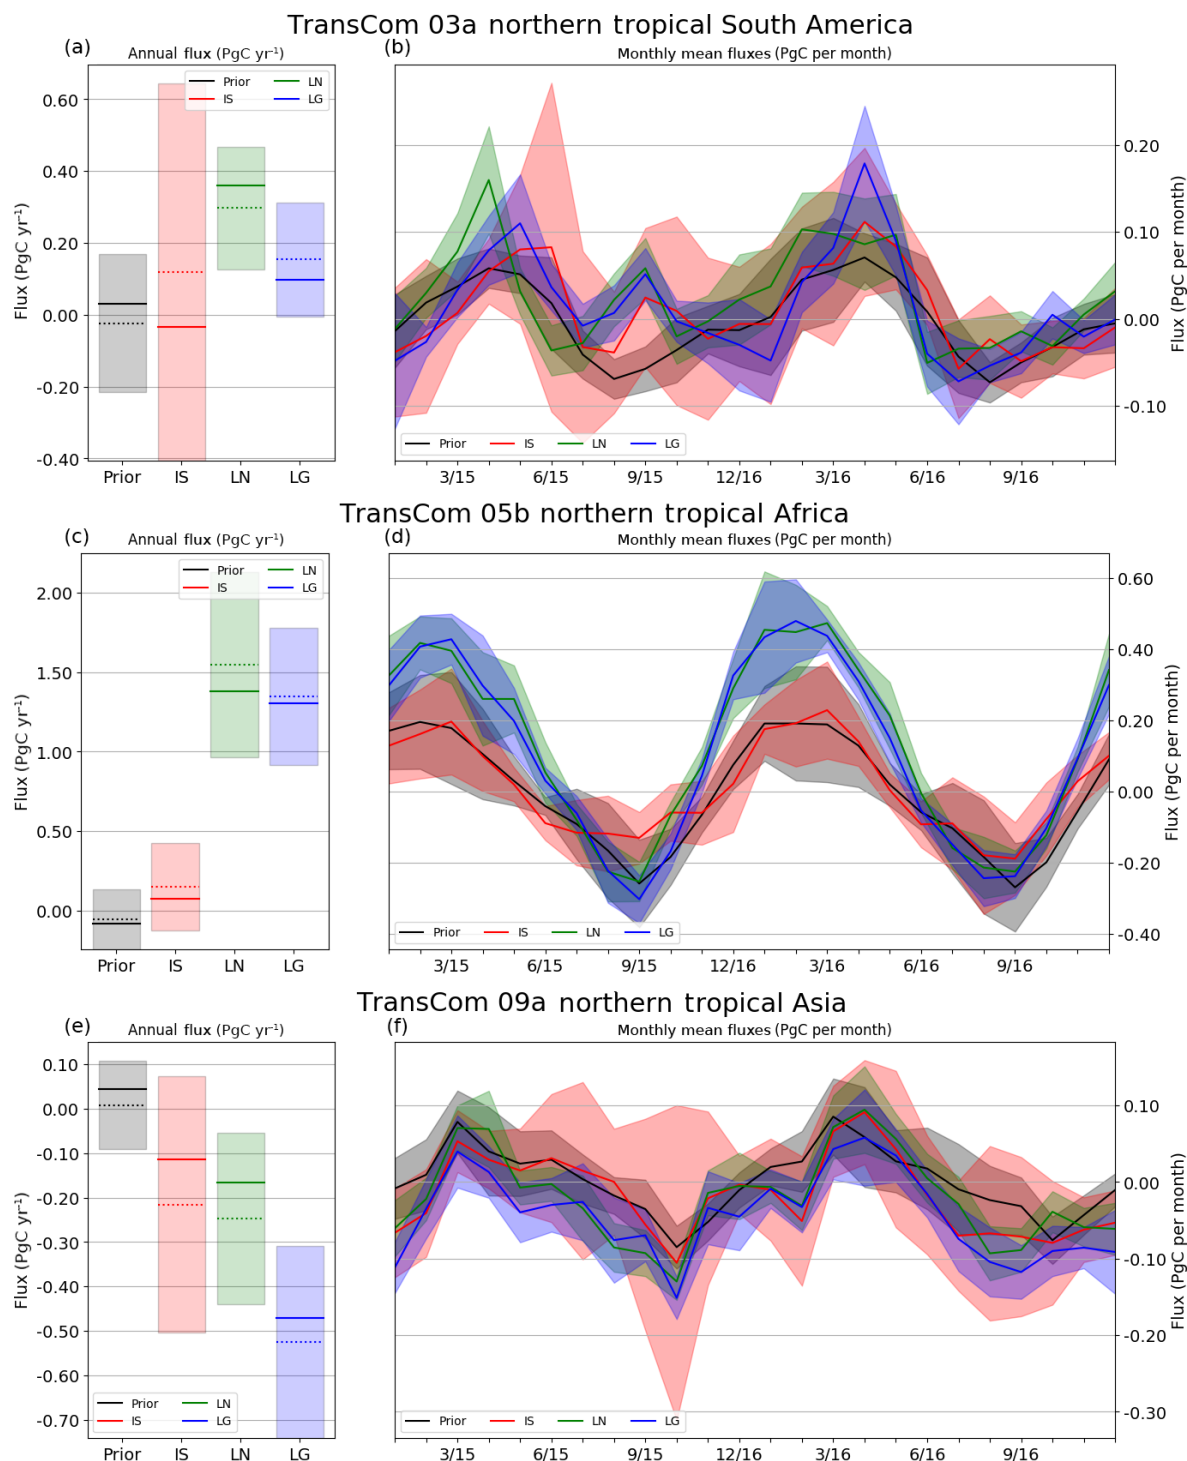 TransCom 03a northern tropical South America
(a)
Annual flux (PgC yr⁻¹)
Prior
IS
LN
LG
0.60
0.40
0.20
0.00
-0.20
-0.40
Flux (PgC yr⁻¹)
Prior IS LN LG
(b)
Monthly mean fluxes (PgC per month)
0.20
0.10
0.00
-0.10
Flux (PgC per month)
Prior IS LN LG
3/15 6/15 9/15 12/16 3/16 6/16 9/16
TransCom 05b northern tropical Africa
(c)
Annual flux (PgC yr⁻¹)
Prior
IS
LN
LG
2.00
1.50
1.00
0.50
0.00
Flux (PgC yr⁻¹)
Prior IS LN LG
(d)
Monthly mean fluxes (PgC per month)
0.60
0.40
0.20
0.00
-0.20
-0.40
Flux (PgC per month)
Prior IS LN LG
3/15 6/15 9/15 12/16 3/16 6/16 9/16
TransCom 09a northern tropical Asia
(e)
Annual flux (PgC yr⁻¹)
0.10
0.00
-0.10
-0.20
-0.30
-0.40
-0.50
-0.60
-0.70
Flux (PgC yr⁻¹)
Prior
IS
LN
LG
Prior IS LN LG
(f)
Monthly mean fluxes (PgC per month)
0.10
0.00
-0.10
-0.20
-0.30
Flux (PgC per month)
Prior IS LN LG
3/15 6/15 9/15 12/16 3/16 6/16 9/16